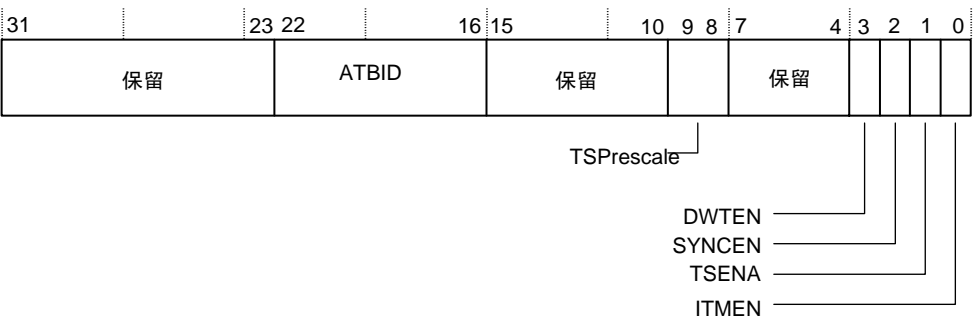 31 23 22 16 15 10 9 8 7 4 3 2 1 0
保留 ATBID 保留 保留
TSPrescale
DWTEN
SYNCEN
TSENA
ITMEN